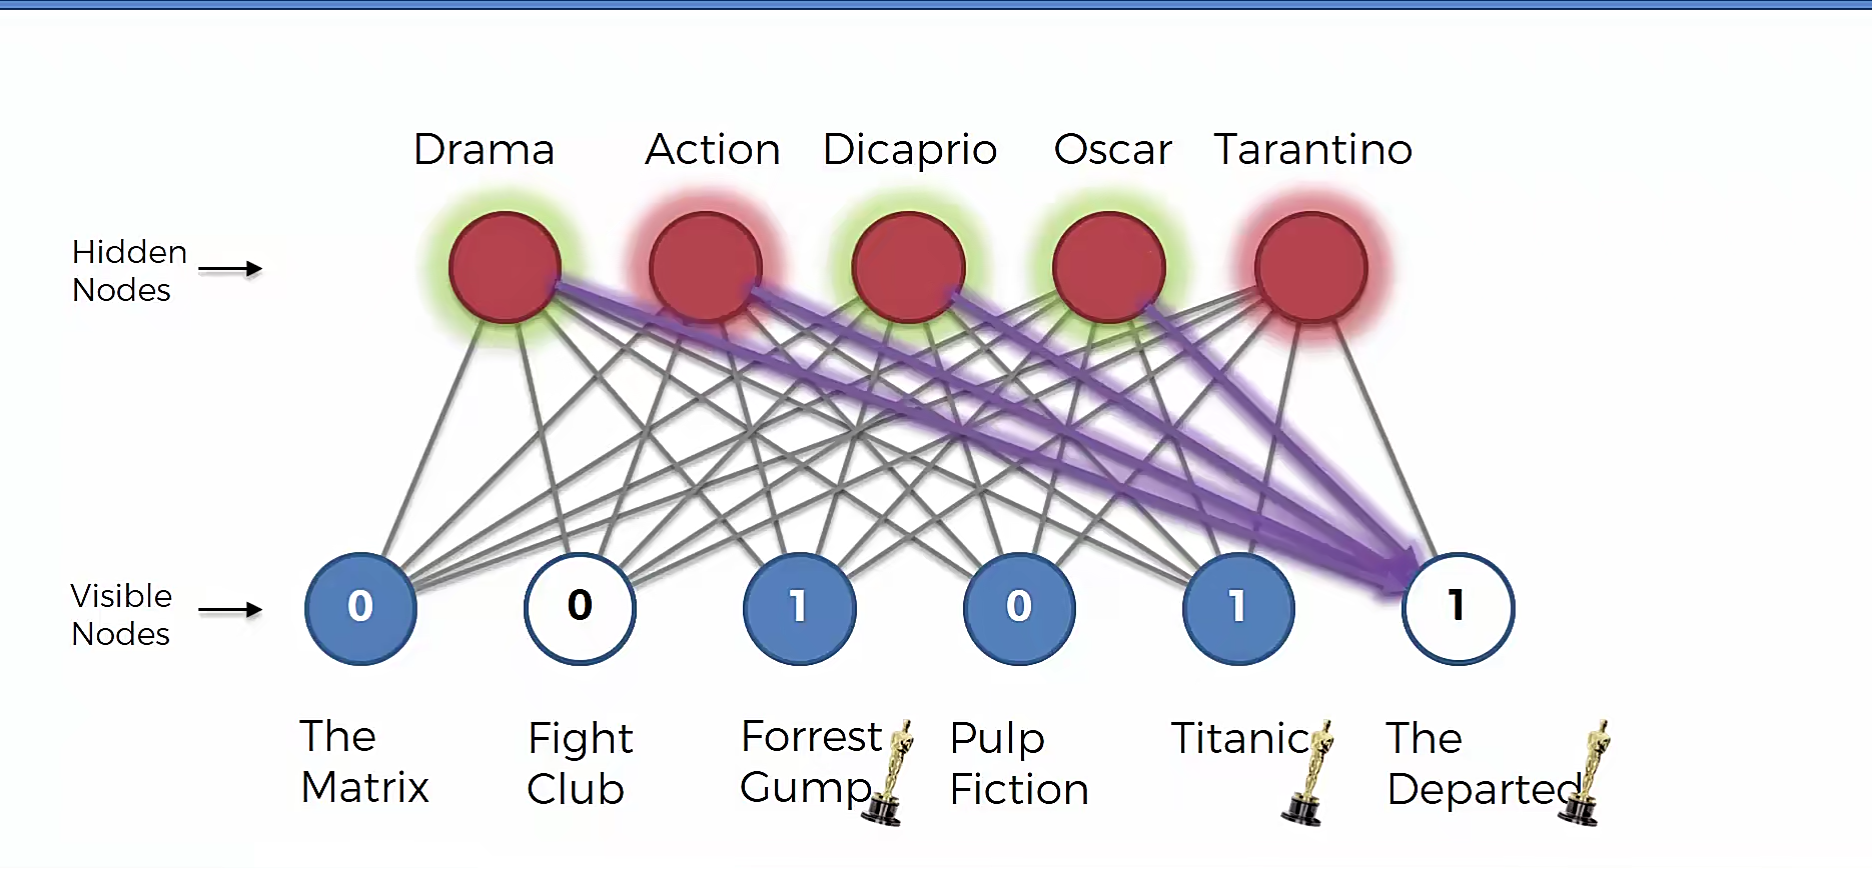 Drama Action Dicaprio Oscar Tarantino
Hidden
Nodes
Visible
Nodes
0 0 1 0 1 1
The Fight Forrest Pulp Titanic The
Matrix Club Gump Fiction Departed